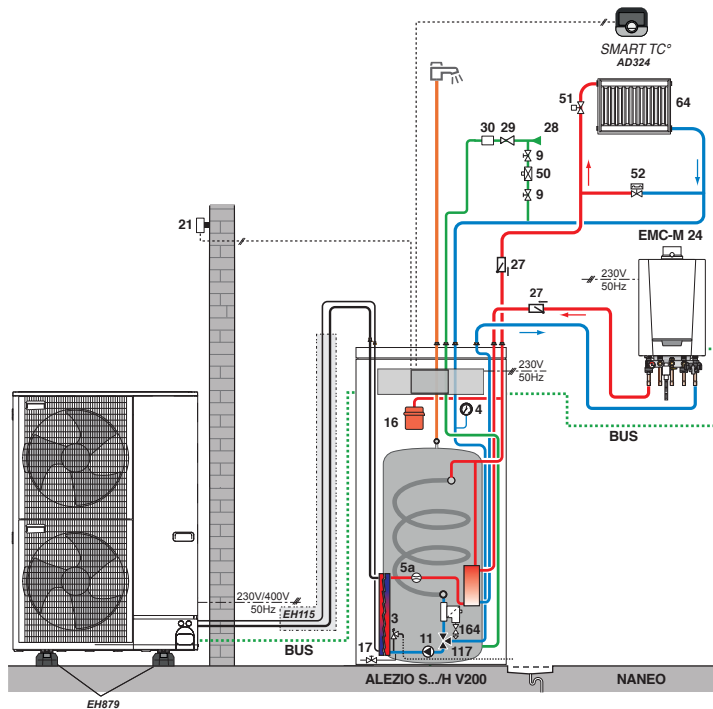 SMART TC°
AD324
51
64
30
29
28
9
50
9
52
21
EMC-M 24
27
230V
50Hz
27
230V
50Hz
16
4
BUS
5a
230V/400V
50Hz
EH115
3
164
11
17
117
BUS
ALEZIO S.../H V200
NANEO
EH879